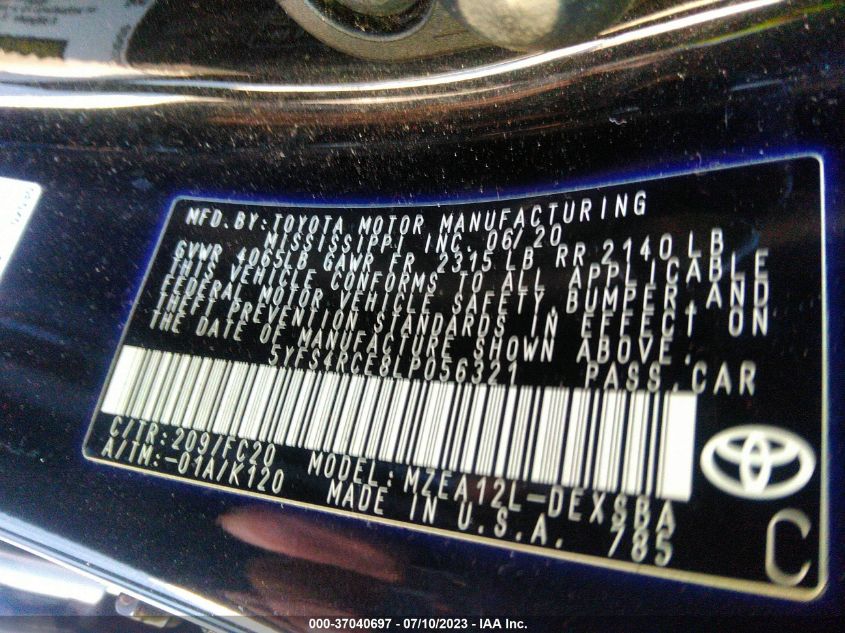 MFD. BY: TOYOTA MOTOR MANUFACTURING
MISSISSIPPI INC. 06/20
GVWR 4065LB GAWR FR 2315 LB RR 2140 LB
THIS VEHICLE CONFORMS TO ALL APPLICABLE
FEDERAL MOTOR VEHICLE SAFETY, BUMPER, AND
THEFT PREVENTION STANDARDS IN EFFECT ON
THE DATE OF MANUFACTURE SHOWN ABOVE.
5YFS4RCE8LP056321 PASS.CAR
C/TR: 209/FC20 MODEL: MZEA12L-DEXSBA
A/TM: -01A/K120 MADE IN U.S.A. 785
C
000-37040697 - 07/10/2023 - IAA Inc.